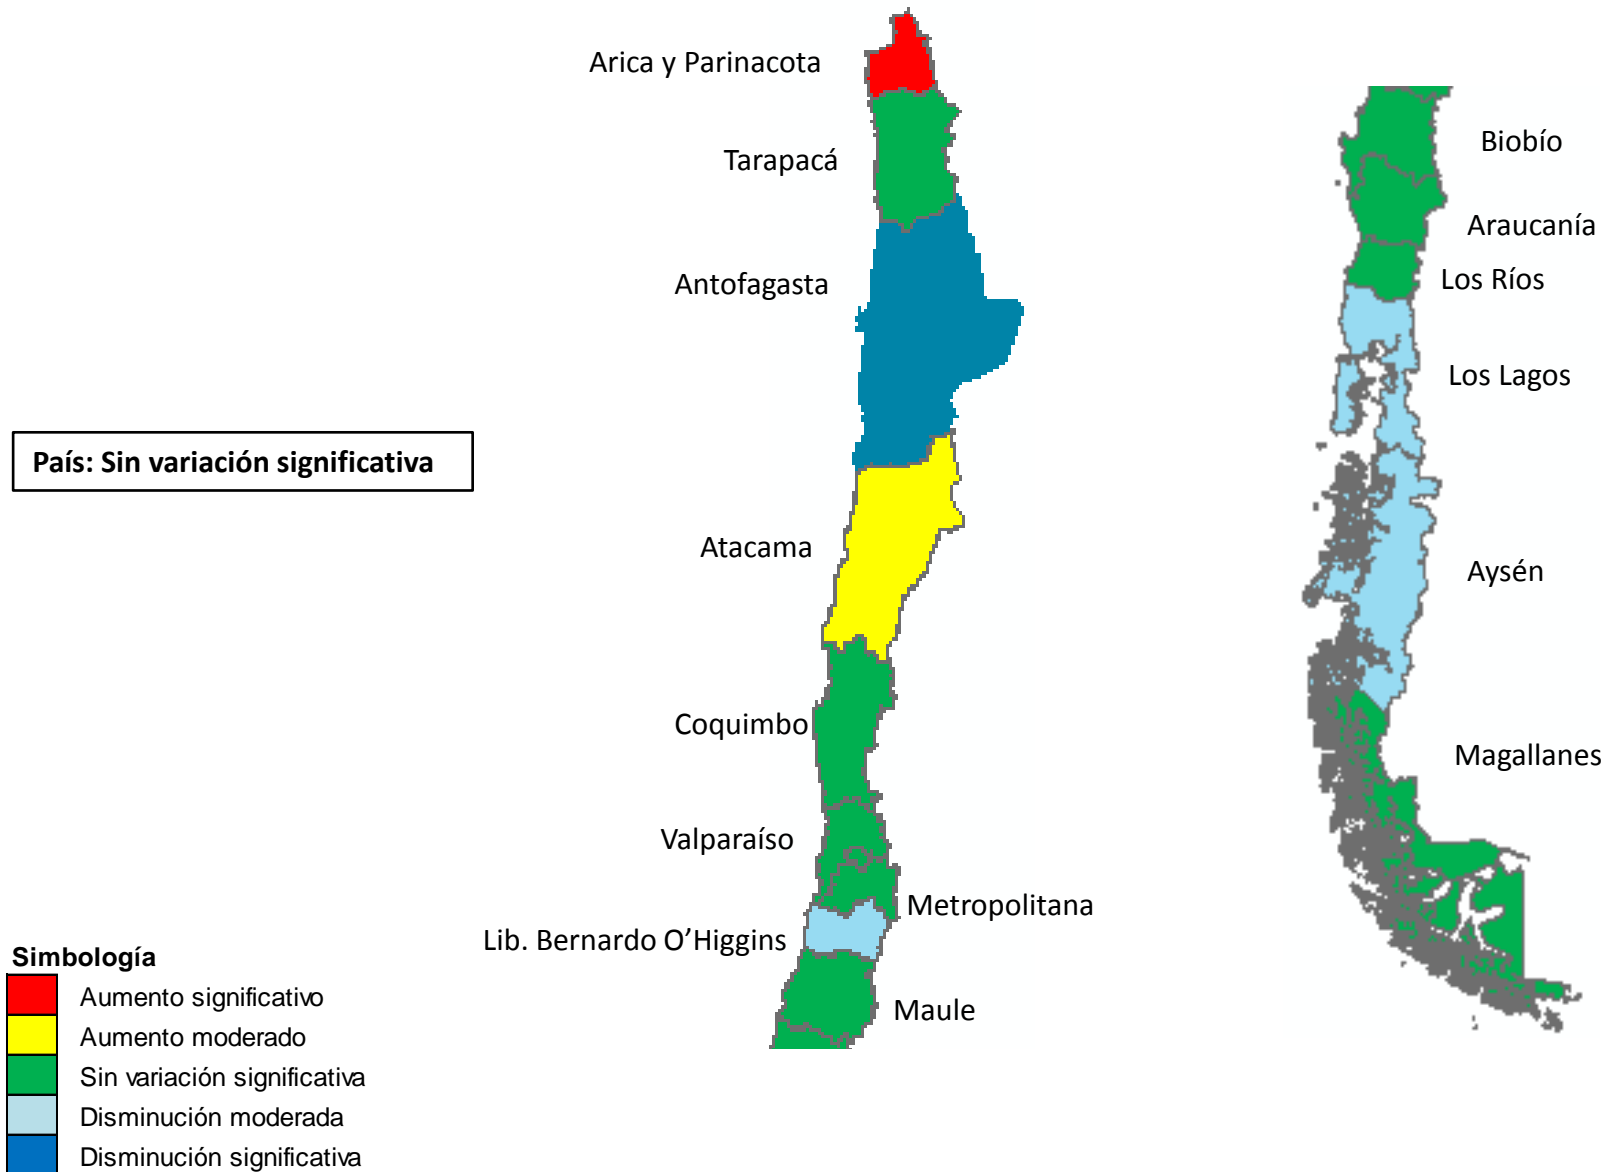 Arica y Parinacota
Tarapacá
Antofagasta
País: Sin variación significativa
Atacama
Coquimbo
Valparaíso
Metropolitana
Lib. Bernardo O’Higgins
Maule
Biobío
Araucanía
Los Ríos
Los Lagos
Aysén
Magallanes
Simbología
Aumento significativo
Aumento moderado
Sin variación significativa
Disminución moderada
Disminución significativa